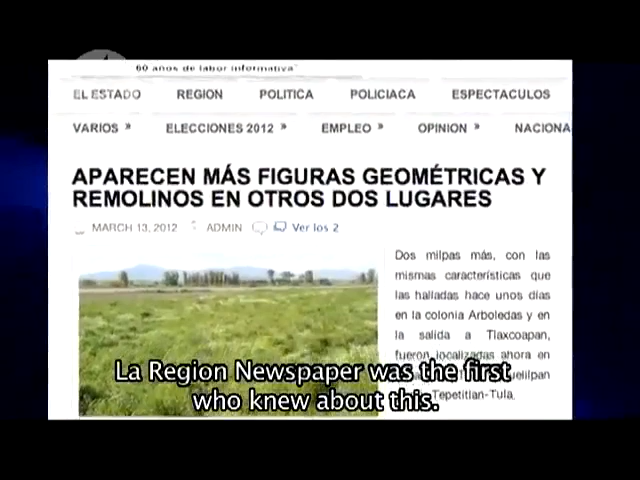 60 años de labor informativa"
EL ESTADO REGION POLITICA POLICIACA ESPECTACULOS
VARIOS » ELECCIONES 2012 » EMPLEO » OPINION » NACIONA
APARECEN MÁS FIGURAS GEOMÉTRICAS Y
REMOLINOS EN OTROS DOS LUGARES
MARCH 13, 2012 ADMIN Ver los 2
Dos milpas más, con las
mismas característicās que
las halladas hace unos días
en la colonia Arboledas y en
la salida a Tlaxcoapan,
fueron localizadas ahora en
Tepetitlan-Tula.
La Region Newspaper was the first
who knew about this.